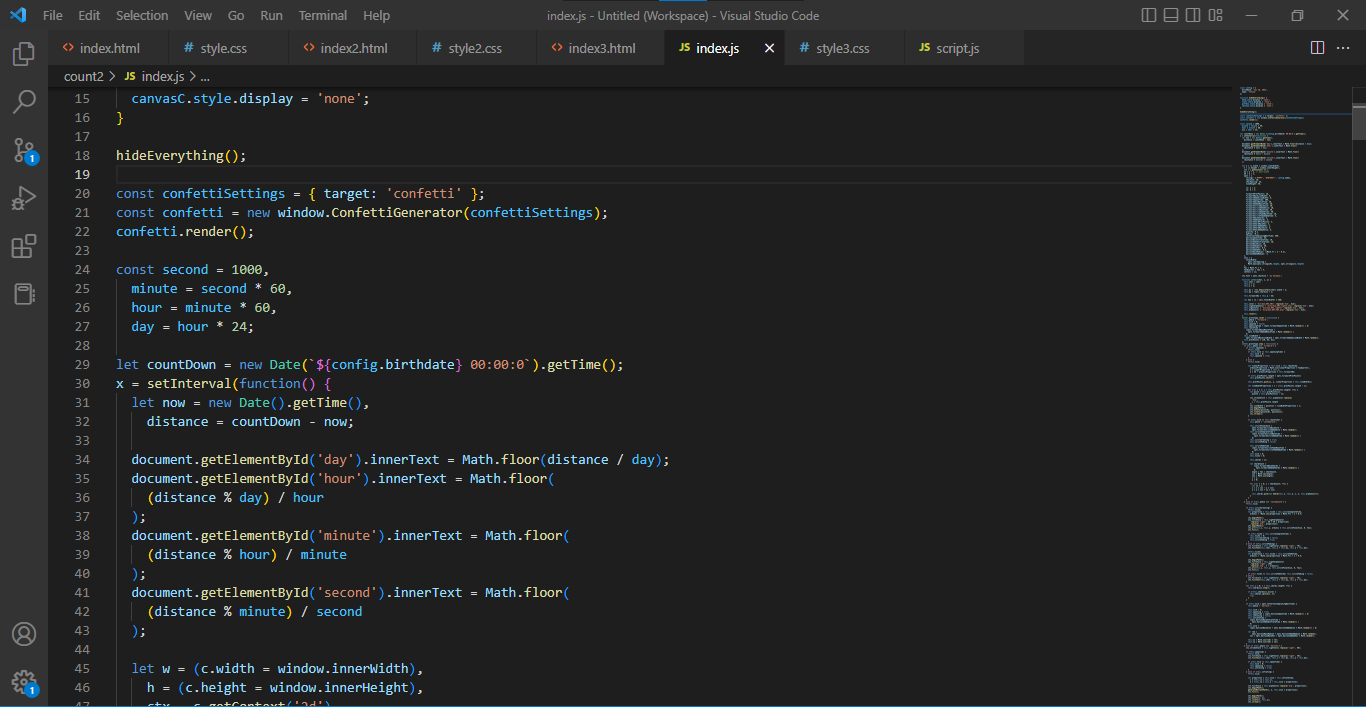 File Edit Selection View Go Run Terminal Help index.js - Untitled (Workspace) - Visual Studio Code
<> index.html # style.css <> index2.html # style2.css <> index3.html JS index.js # style3.css JS script.js
count2 > JS index.js > ...
15 canvasC.style.display = 'none';
16 }
17
18 hideEverything();
19
20 const confettiSettings = { target: 'confetti' };
21 const confetti = new window.ConfettiGenerator(confettiSettings);
22 confetti.render();
23
24 const second = 1000,
25 minute = second * 60,
26 hour = minute * 60,
27 day = hour * 24;
28
29 let countDown = new Date(`${config.birthdate} 00:00:0`).getTime();
30 x = setInterval(function() {
31 let now = new Date().getTime(),
32 distance = countDown - now;
33
34 document.getElementById('day').innerText = Math.floor(distance / day);
35 document.getElementById('hour').innerText = Math.floor(
36 (distance % day) / hour
37 );
38 document.getElementById('minute').innerText = Math.floor(
39 (distance % hour) / minute
40 );
41 document.getElementById('second').innerText = Math.floor(
42 (distance % minute) / second
43 );
44
45 let w = (c.width = window.innerWidth),
46 h = (c.height = window.innerHeight),
47 ctx = c.getContext('2d'),
1
1